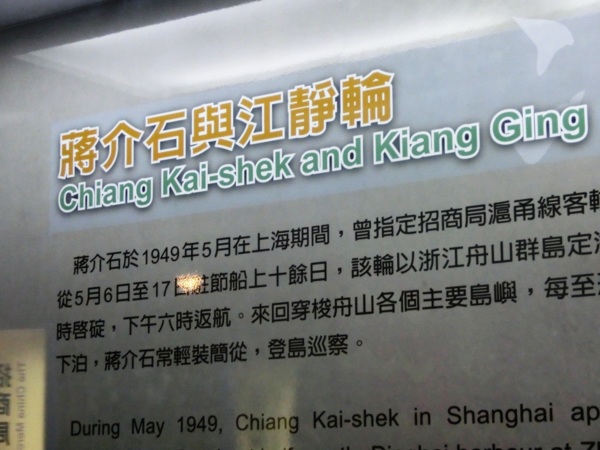 蔣介石與江靜輪
Chiang Kai-shek and Kiang Ging
蔣介石於1949年5月在上海期間，曾指定招商局滬甬線客
從5月6日至17 駐節船上十餘日，該輪以浙江舟山群島定
時啓碇，下午六時返航。來回穿梭舟山各個主要島嶼，每至
下泊，蔣介石常輕裝簡從，登島巡察。
During May 1949, Chiang Kai-shek in Shanghai ap
The China Mer